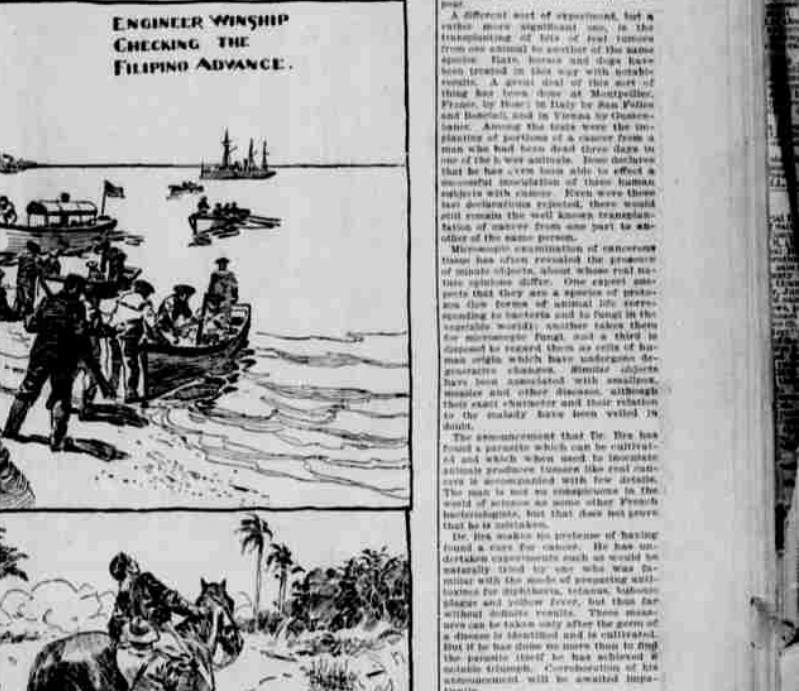 ENGINEER WINSHIP
CHECKING THE
FILIPINO ADVANCE.
year.
A different sort of experiment, but a
rather more significant one, is the
transplanting of bits of real tumors
from one animal to another of the same
species. Rats, horses and dogs have
been treated in this way with notable
results. A great deal of this sort of
thing has been done at Montpellier,
France, by in Italy by San Felice
and and in Vienna by
Among the tests were the im-
planting of portions of a cancer from a
man who had been dead three days in
one of the lower animals. declares
that he has even been able to effect a
successful inoculation of three human
subjects with cancer. Even were these
last declarations rejected, there would
still remain the well known transplan-
tation of cancer from one part to an-
other of the same person.
Microscopic examination of cancerous
tissue has often revealed the presence
of minute objects, about whose real na-
ture opinions differ. One expert sus-
pects that they are a species of proto-
zoa (low forms of animal life corre-
sponding to bacteria and to fungi in the
vegetable world); another takes them
for microscopic fungi, and a third is
disposed to regard them as cells of hu-
man origin which have undergone de-
generative changes. Similar objects
have been associated with smallpox,
measles and other diseases, although
their exact character and their relation
to the malady have been veiled in
doubt.
The announcement that Dr. Bra has
found a parasite which can be cultivat-
ed and which when used to inoculate
animals produces tumors like real can-
cers is accompanied with few details.
The man is not so conspicuous in the
world of science as some other French
bacteriologists, but that does not prove
that he is mistaken.
Dr. Bra makes no pretense of having
found a cure for cancer. He has un-
dertaken experiments such as would be
naturally tried by one who was fa-
miliar with the mode of preparing anti-
toxines for diphtheria, tetanus, bubonic
plague and yellow fever, but thus far
without definite results. These meas-
ures can be taken only after the germ of
a disease is identified and is cultivated.
But if he has done no more than to find
the parasite itself he has achieved a
notable triumph. Corroboration of his
announcement will be awaited impa-
tiently.